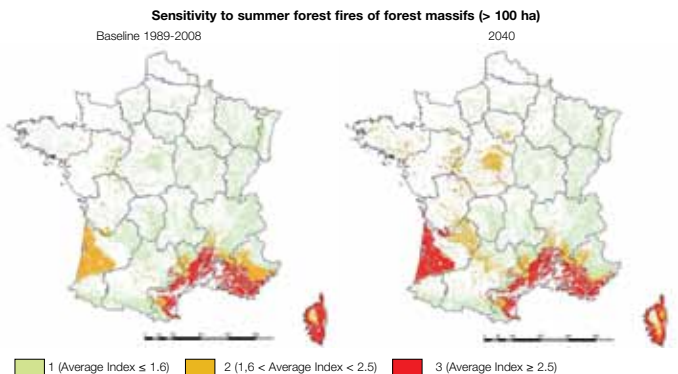 Sensitivity to summer forest fires of forest massifs (> 100 ha)
Baseline 1989-2008
2040
1 (Average Index ≤ 1.6)
2 (1,6 < Average Index < 2.5)
3 (Average Index ≥ 2.5)